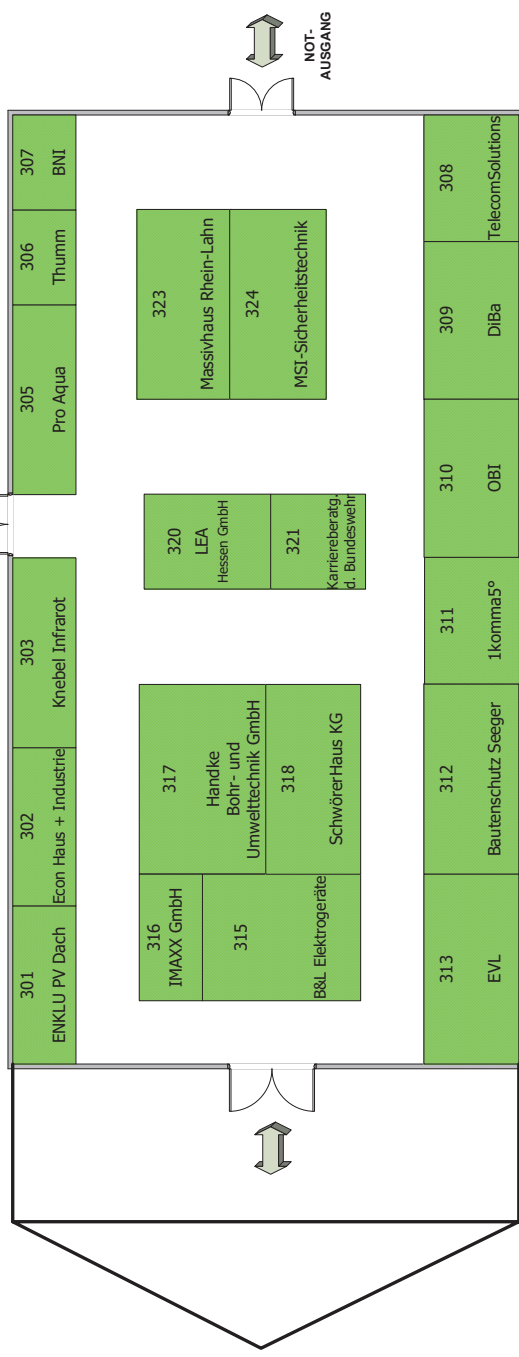 NOT-
AUSGANG
307
BNI
306
Thumm
305
Pro Aqua
303
Knebel Infrarot
302
Econ Haus + Industrie
301
ENKLU PV Dach
323
Massivhaus Rhein-Lahn
324
MSI-Sicherheitstechnik
320
LEA
Hessen GmbH
321
Karriereberatg.
d. Bundeswehr
317
Handke
Bohr- und
Umwelttechnik GmbH
318
SchwörerHaus KG
316
IMAXX GmbH
315
B&L Elektrogeräte
308
TelecomSolutions
309
DiBa
310
OBI
311
1komma5°
312
Bautenschutz Seeger
313
EVL